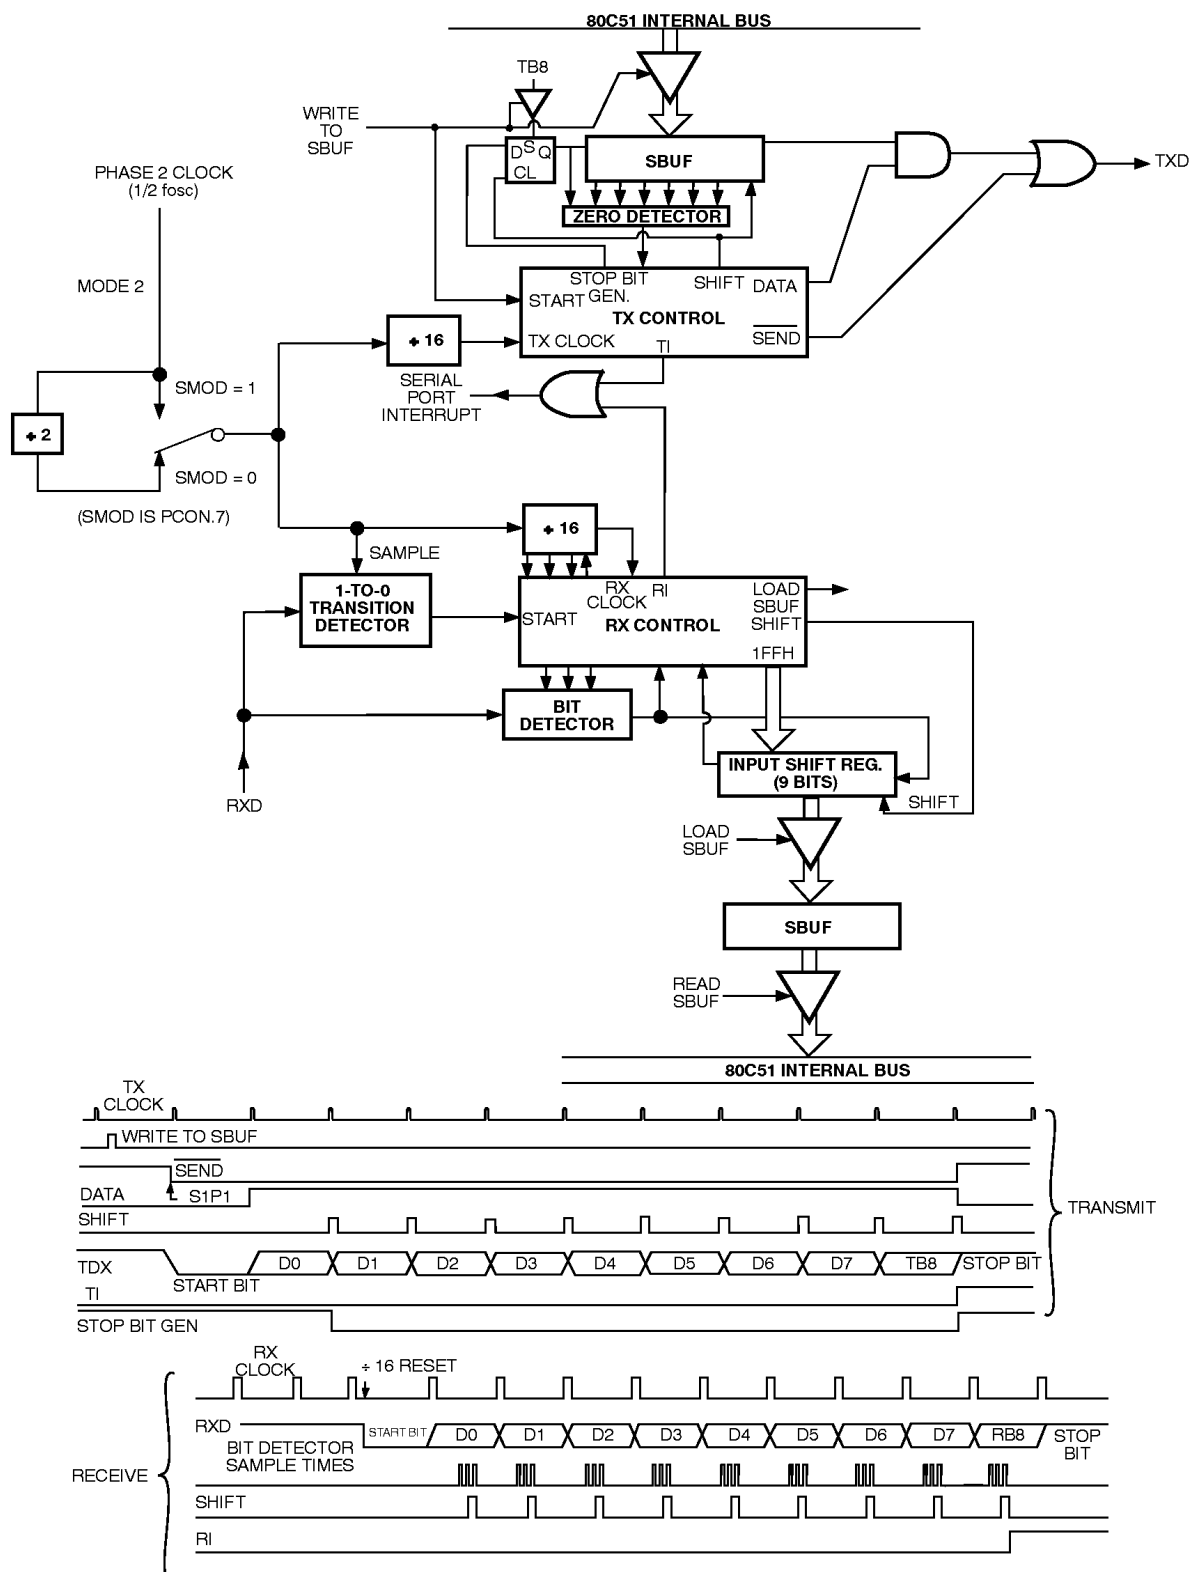 80C51 INTERNAL BUS
TB8
WRITE
TO
SBUF
D S Q
CL
SBUF
TXD
PHASE 2 CLOCK
(1/2 fosc)
ZERO DETECTOR
MODE 2
STOP BIT
GEN.
SHIFT
DATA
START
TX CONTROL
÷ 16
TX CLOCK
TI
SEND
SMOD = 1
SERIAL
PORT
INTERRUPT
÷ 2
SMOD = 0
(SMOD IS PCON.7)
÷ 16
SAMPLE
1-TO-0
TRANSITION
DETECTOR
RX
CLOCK
RI
LOAD
SBUF
START
RX CONTROL
SHIFT
1FFH
BIT
DETECTOR
INPUT SHIFT REG.
(9 BITS)
RXD
SHIFT
LOAD
SBUF
SBUF
READ
SBUF
80C51 INTERNAL BUS
TX
CLOCK
WRITE TO SBUF
SEND
DATA
S1P1
SHIFT
TRANSMIT
TDX
START BIT
D0 D1 D2 D3 D4 D5 D6 D7 TB8 STOP BIT
TI
STOP BIT GEN
RX
CLOCK
÷ 16 RESET
RXD
START BIT D0 D1 D2 D3 D4 D5 D6 D7 RB8 STOP
BIT
BIT DETECTOR
SAMPLE TIMES
RECEIVE
SHIFT
RI